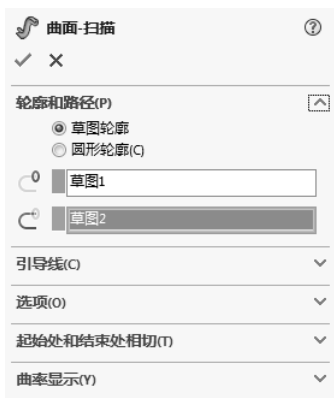 曲面-扫描
轮廓和路径(P)
草图轮廓
圆形轮廓(C)
草图1
草图2
引导线(C)
选项(O)
起始处和结束处相切(T)
曲率显示(Y)